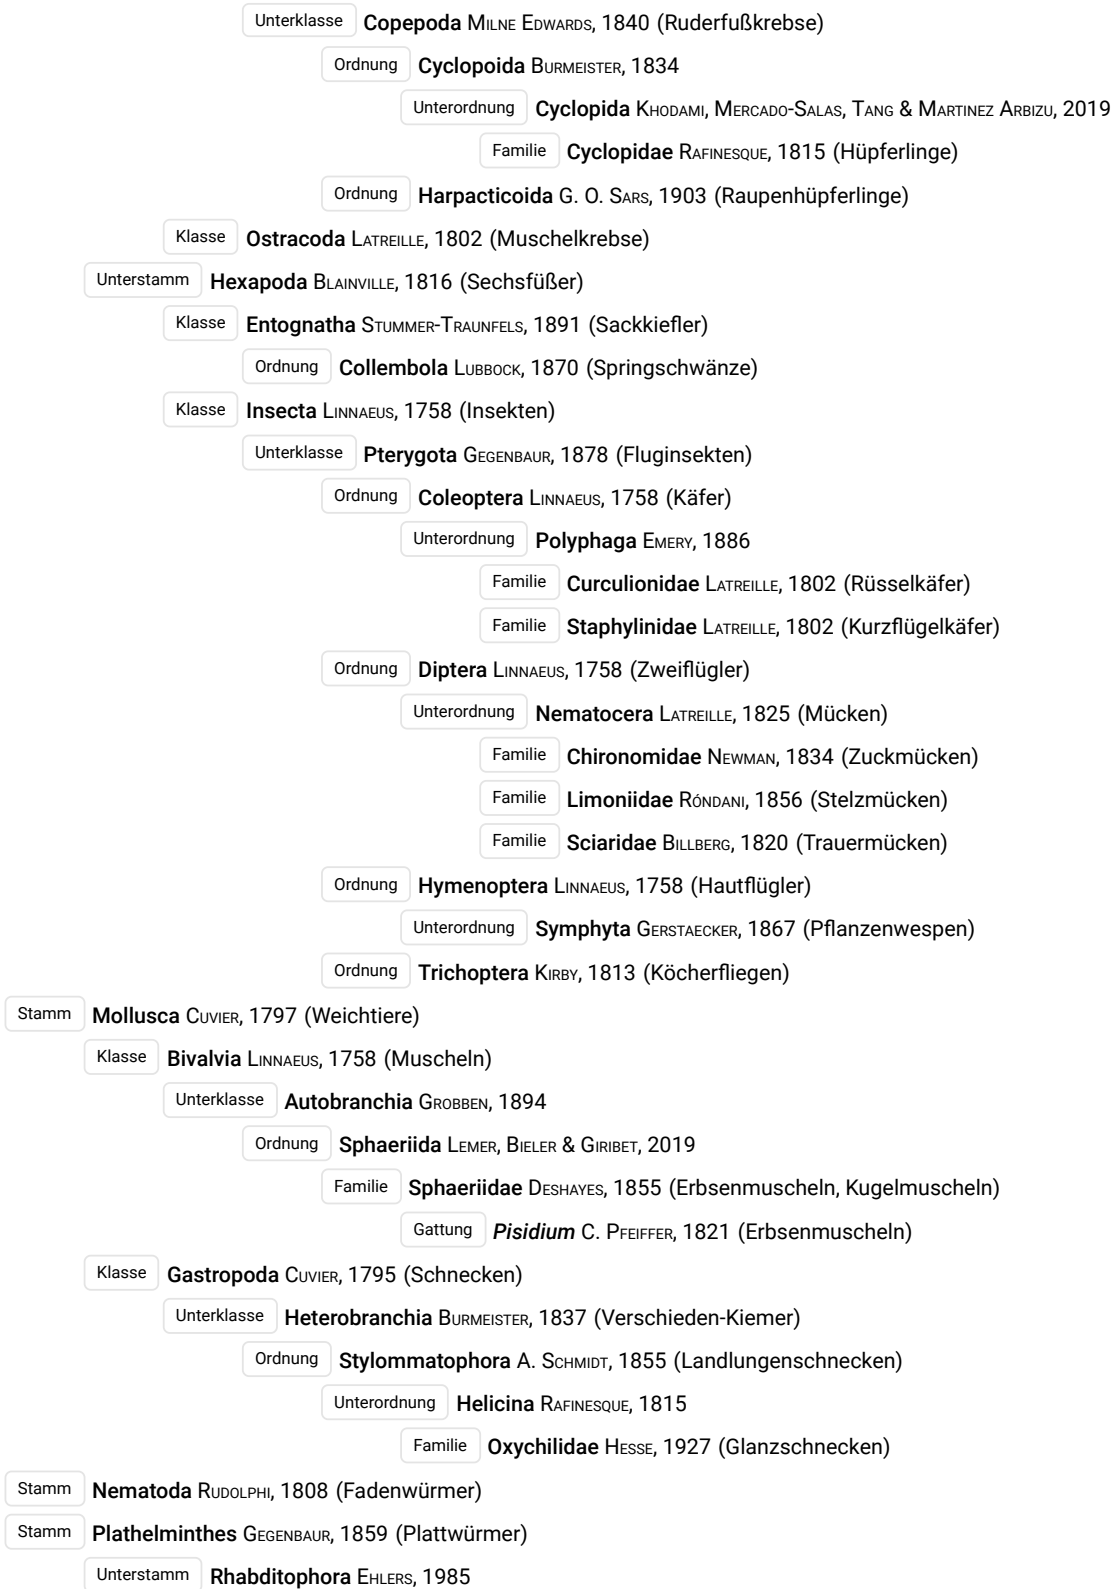 Unterklasse Copepoda Milne Edwards, 1840 (Ruderfußkrebse)
Ordnung Cyclopoida Burmeister, 1834
Unterordnung Cyclopida Khodami, Mercado-Salas, Tang & Martinez Arbizu, 2019
Familie Cyclopidae Rafinesque, 1815 (Hüpferlinge)
Ordnung Harpacticoida G. O. Sars, 1903 (Raupenhüpferlinge)
Klasse Ostracoda Latreille, 1802 (Muschelkrebse)
Unterstamm Hexapoda Blainville, 1816 (Sechsfüßer)
Klasse Entognatha Stummer-Traunfels, 1891 (Sackkiefler)
Ordnung Collembola Lubbock, 1870 (Springschwänze)
Klasse Insecta Linnaeus, 1758 (Insekten)
Unterklasse Pterygota Gegenbaur, 1878 (Fluginsekten)
Ordnung Coleoptera Linnaeus, 1758 (Käfer)
Unterordnung Polyphaga Emery, 1886
Familie Curculionidae Latreille, 1802 (Rüsselkäfer)
Familie Staphylinidae Latreille, 1802 (Kurzflügelkäfer)
Ordnung Diptera Linnaeus, 1758 (Zweiflügler)
Unterordnung Nematocera Latreille, 1825 (Mücken)
Familie Chironomidae Newman, 1834 (Zuckmücken)
Familie Limoniidae Róndani, 1856 (Stelzmücken)
Familie Sciaridae Billberg, 1820 (Trauermücken)
Ordnung Hymenoptera Linnaeus, 1758 (Hautflügler)
Unterordnung Symphyta Gerstaecker, 1867 (Pflanzenwespen)
Ordnung Trichoptera Kirby, 1813 (Köcherfliegen)
Stamm Mollusca Cuvier, 1797 (Weichtiere)
Klasse Bivalvia Linnaeus, 1758 (Muscheln)
Unterklasse Autobranchia Grobben, 1894
Ordnung Sphaeriida Lemer, Bieler & Giribet, 2019
Familie Sphaeriidae Deshayes, 1855 (Erbsenmuscheln, Kugelmuscheln)
Gattung Pisidium C. Pfeiffer, 1821 (Erbsenmuscheln)
Klasse Gastropoda Cuvier, 1795 (Schnecken)
Unterklasse Heterobranchia Burmeister, 1837 (Verschieden-Kiemer)
Ordnung Stylommatophora A. Schmidt, 1855 (Landlungenschnecken)
Unterordnung Helicina Rafinesque, 1815
Familie Oxychilidae Hesse, 1927 (Glanzschnecken)
Stamm Nematoda Rudolphi, 1808 (Fadenwürmer)
Stamm Plathelminthes Gegenbaur, 1859 (Plattwürmer)
Unterstamm Rhabditophora Ehlers, 1985